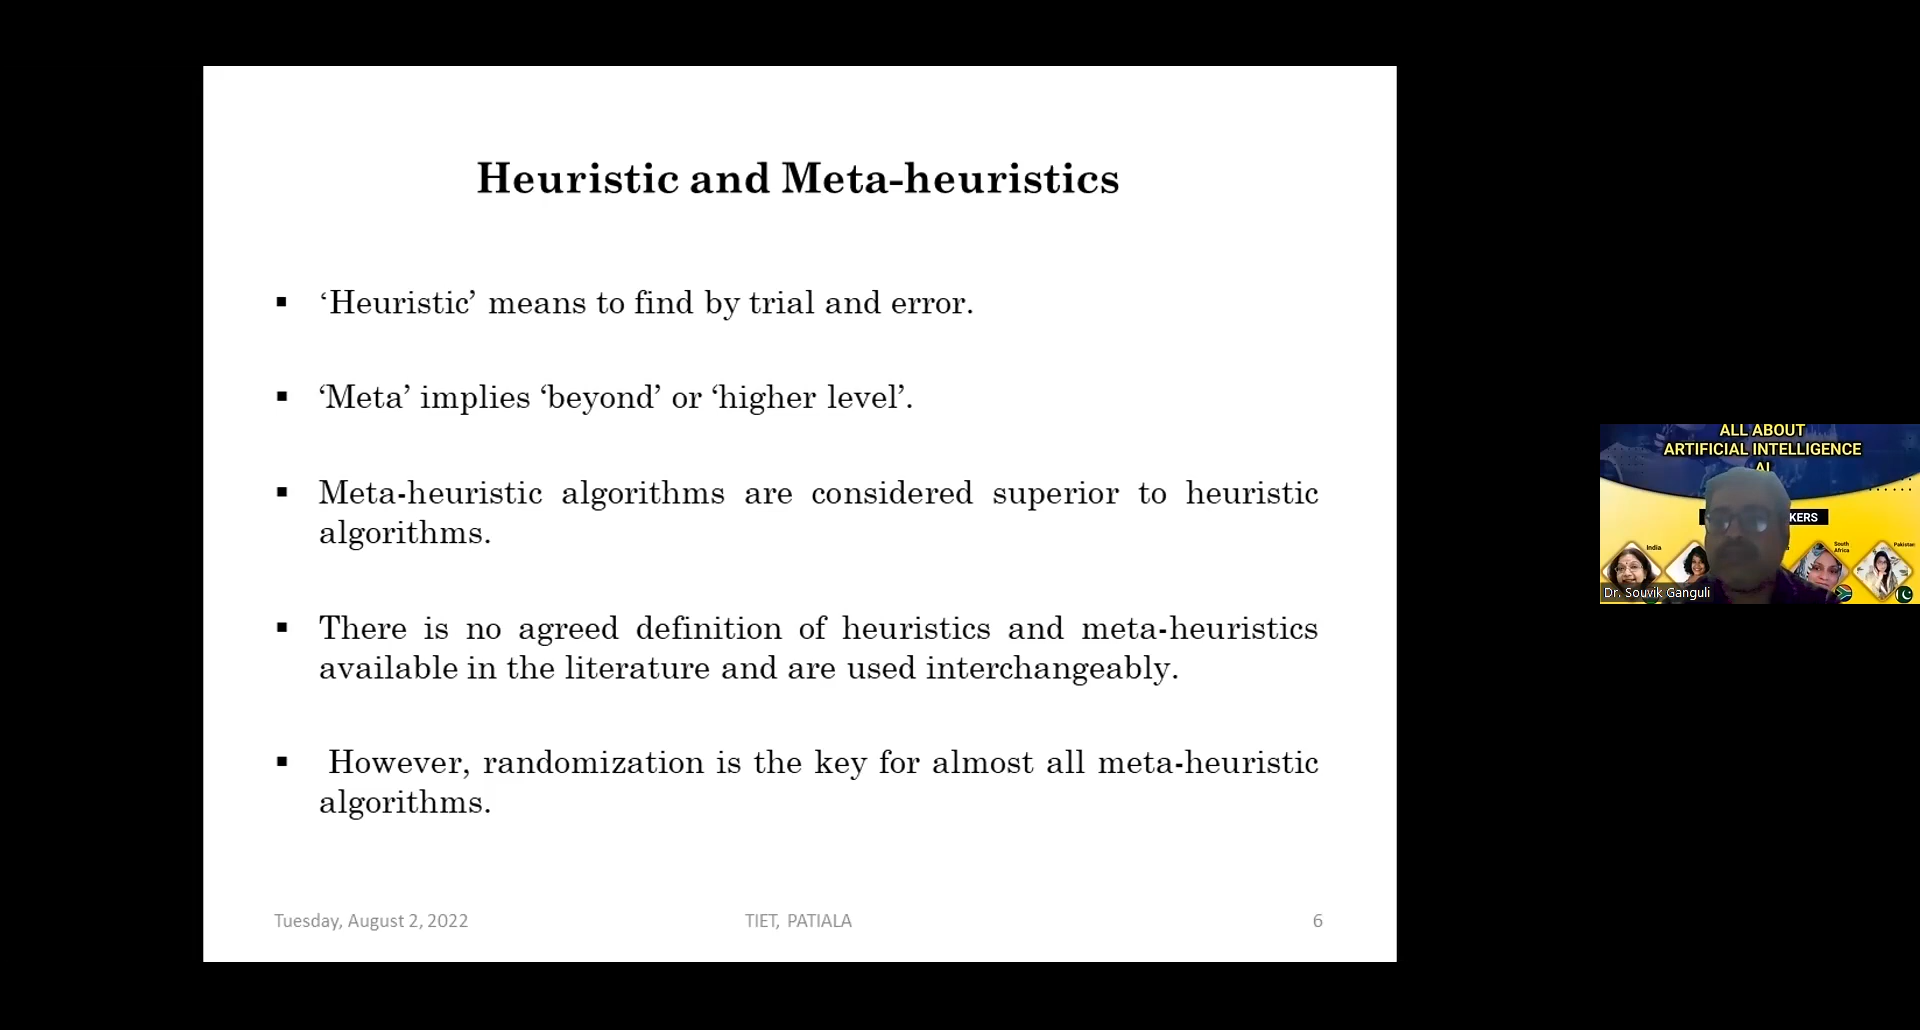 Heuristic and Meta-heuristics
▪ ‘Heuristic’ means to find by trial and error.
▪ ‘Meta’ implies ‘beyond’ or ‘higher level’.
▪ Meta-heuristic algorithms are considered superior to heuristic
algorithms.
▪ There is no agreed definition of heuristics and meta-heuristics
available in the literature and are used interchangeably.
▪ However, randomization is the key for almost all meta-heuristic
algorithms.
Tuesday, August 2, 2022
TIET, PATIALA
6
ALL ABOUT
ARTIFICIAL INTELLIGENCE
AI
KERS
India
South
Africa
Pakistan
Dr. Souvik Ganguli